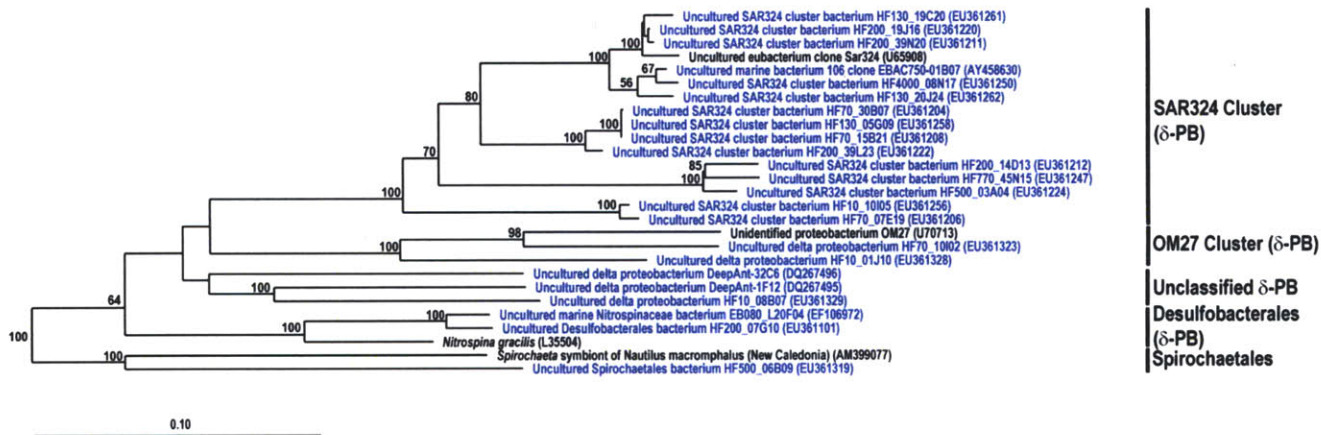 Uncultured SAR324 cluster bacterium HF130_19C20 (EU361261)
Uncultured SAR324 cluster bacterium HF200_19J16 (EU361220)
Uncultured SAR324 cluster bacterium HF200_39N20 (EU361211)
100
100
Uncultured eubacterium clone Sar324 (U65908)
67
Uncultured marine bacterium 106 clone EBAC750-01B07 (AY458630)
56
Uncultured SAR324 cluster bacterium HF4000_08N17 (EU361250)
80
Uncultured SAR324 cluster bacterium HF130_20J24 (EU361262)
Uncultured SAR324 cluster bacterium HF70_30B07 (EU361204)
Uncultured SAR324 cluster bacterium HF130_05G09 (EU361258)
100
Uncultured SAR324 cluster bacterium HF70_15B21 (EU361208)
Uncultured SAR324 cluster bacterium HF200_39L23 (EU361222)
70
85
Uncultured SAR324 cluster bacterium HF200_14D13 (EU361212)
100
Uncultured SAR324 cluster bacterium HF770_45N15 (EU361247)
100
Uncultured SAR324 cluster bacterium HF500_03A04 (EU361224)
100
Uncultured SAR324 cluster bacterium HF10_10I05 (EU361256)
Uncultured SAR324 cluster bacterium HF70_07E19 (EU361206)
SAR324 Cluster
(δ-PB)
98
Unidentified proteobacterium OM27 (U70713)
100
Uncultured delta proteobacterium HF70_10I02 (EU361323)
Uncultured delta proteobacterium HF10_01J10 (EU361328)
OM27 Cluster (δ-PB)
Uncultured delta proteobacterium DeepAnt-32C6 (DQ267496)
100
Uncultured delta proteobacterium DeepAnt-1F12 (DQ267495)
64
Uncultured delta proteobacterium HF10_08B07 (EU361329)
Unclassified δ-PB
Uncultured marine Nitrospinaceae bacterium EB080_L20F04 (EF106972)
100
100
Uncultured Desulfobacterales bacterium HF200_07G10 (EU361101)
100
Nitrospina gracilis (L35504)
Desulfobacterales
(δ-PB)
100
Spirochaeta symbiont of Nautilus macromphalus (New Caledonia) (AM399077)
Uncultured Spirochaetales bacterium HF500_06B09 (EU361319)
Spirochaetales
0.10